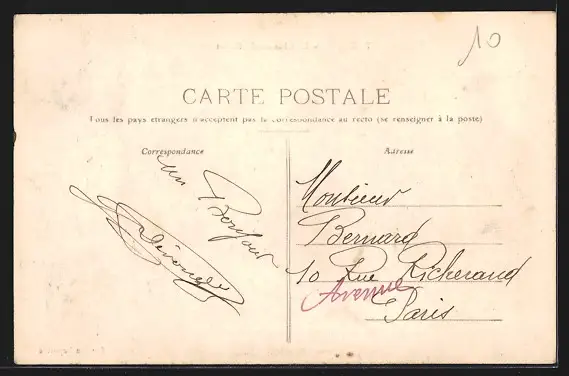 10
CARTE POSTALE
Tous les pays étrangers n'acceptent pas la correspondance au recto (se renseigner à la poste)
Correspondance
un
Bonjour
Adresse
Monsieur
Bernard
10 Rue Richerand
Avenue
Paris